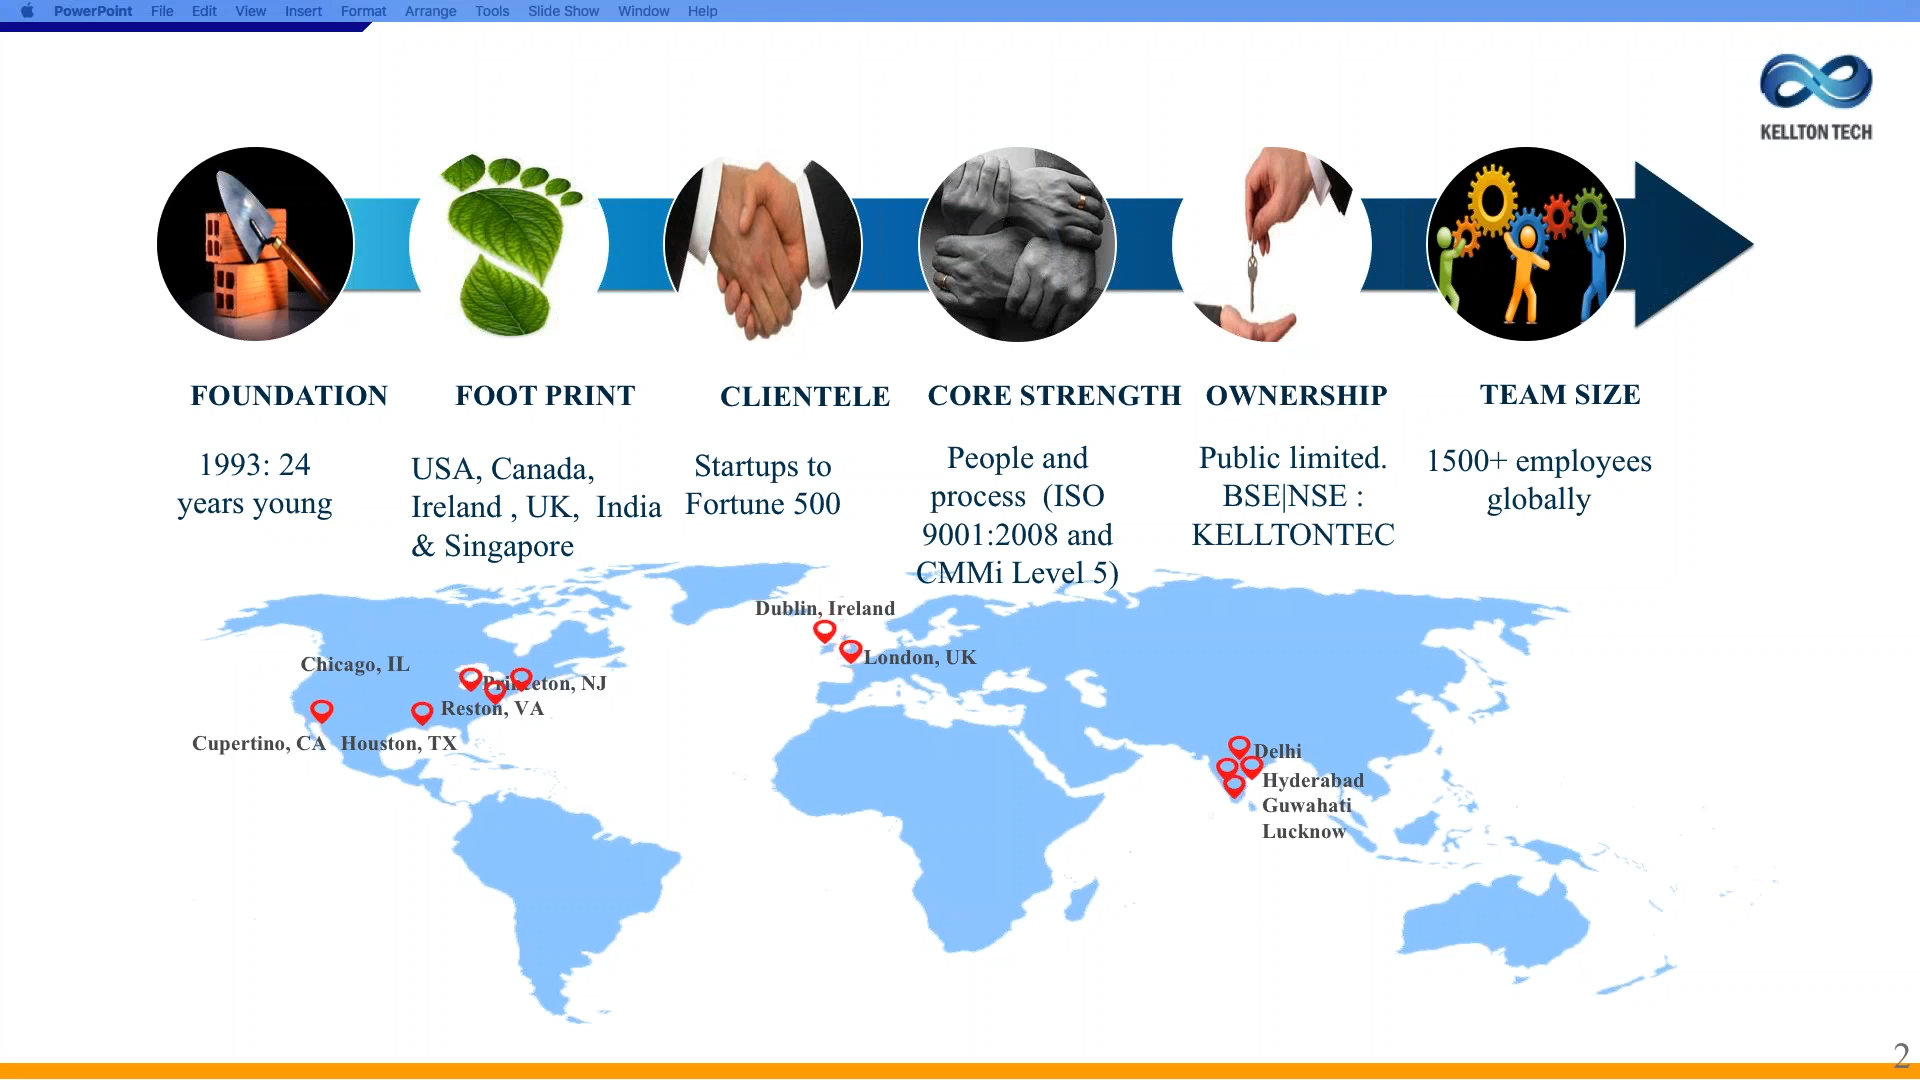 PowerPoint File Edit View Insert Format Arrange Tools Slide Show Window Help
KELLTON TECH
FOUNDATION
1993: 24
years young
FOOT PRINT
USA, Canada,
Ireland , UK,  India
& Singapore
CLIENTELE
Startups to
Fortune 500
CORE STRENGTH
People and
process  (ISO
9001:2008 and
CMMi Level 5)
OWNERSHIP
Public limited.
BSE|NSE :
KELLTONTEC
TEAM SIZE
1500+ employees
globally
Dublin, Ireland
London, UK
Chicago, IL
Princeton, NJ
Reston, VA
Cupertino, CA
Houston, TX
Delhi
Hyderabad
Guwahati
Lucknow
2